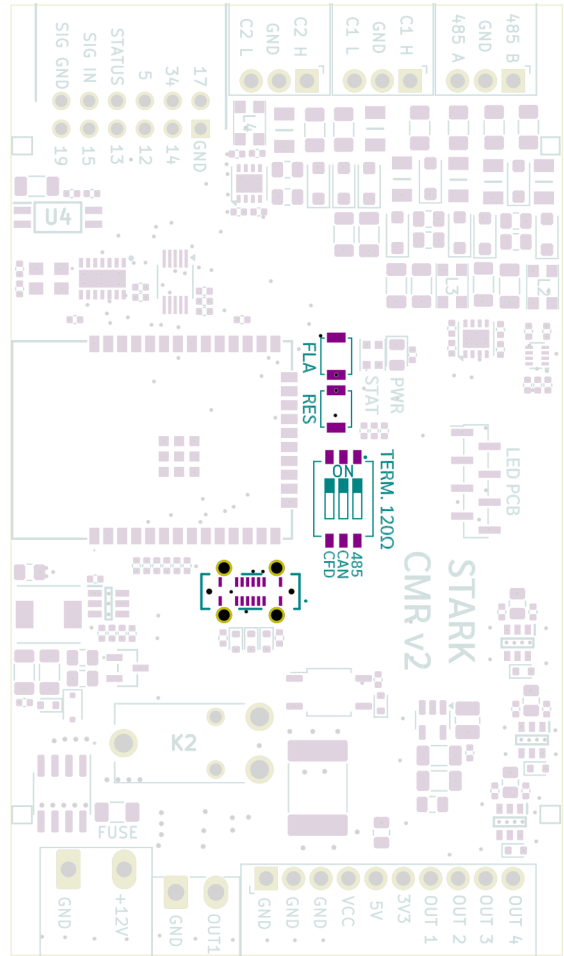 C2 L
GND
C2 H
C1 L
GND
C1 H
485 A
GND
485 B
SIG GND
SIG IN
STATUS
5
34
17
19
15
13
12
14
GND
L4
U4
L3
L2
FLA
RES
STAT
PWR
ON
TERM. 120Ω
CFD
CAN
485
LED PCB
STARK
CMR v2
K2
FUSE
GND
+12V
GND
OUT1
GND
GND
GND
VCC
5V
3V3
OUT 1
OUT 2
OUT 3
OUT 4